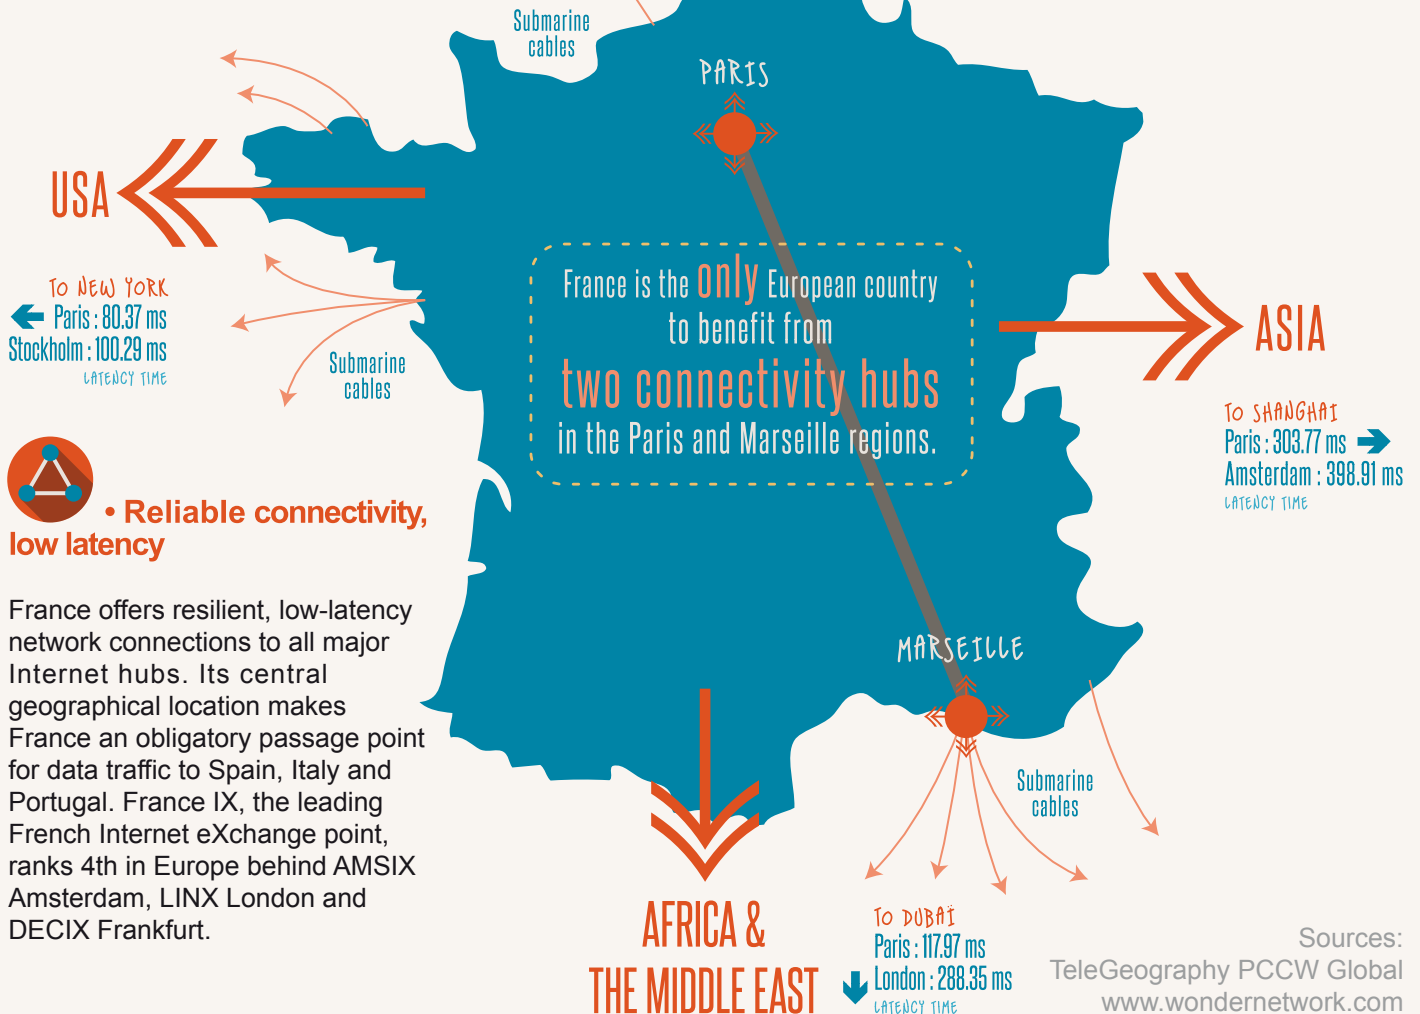 Submarine
cables
PARIS
USA
TO NEW YORK
Paris : 80.37 ms
Stockholm : 100.29 ms
LATENCY TIME
Submarine
cables
France is the only European country
to benefit from
two connectivity hubs
in the Paris and Marseille regions.
ASIA
TO SHANGHAI
Paris : 303.77 ms
Amsterdam : 398.91 ms
LATENCY TIME
• Reliable connectivity,
low latency
France offers resilient, low-latency
network connections to all major
Internet hubs. Its central
geographical location makes
France an obligatory passage point
for data traffic to Spain, Italy and
Portugal. France IX, the leading
French Internet eXchange point,
ranks 4th in Europe behind AMSIX
Amsterdam, LINX London and
DECIX Frankfurt.
MARSEILLE
Submarine
cables
AFRICA &
THE MIDDLE EAST
TO DUBAÏ
Paris : 117.97 ms
London : 288.35 ms
LATENCY TIME
Sources:
TeleGeography PCCW Global
www.wondernetwork.com